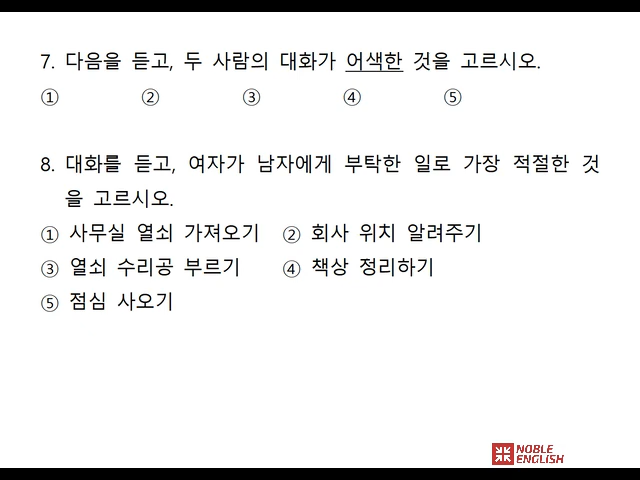 7. 다음을 듣고, 두 사람의 대화가 어색한 것을 고르시오.
① ② ③ ④ ⑤
8. 대화를 듣고, 여자가 남자에게 부탁한 일로 가장 적절한 것
을 고르시오.
① 사무실 열쇠 가져오기 ② 회사 위치 알려주기
③ 열쇠 수리공 부르기 ④ 책상 정리하기
⑤ 점심 사오기
NOBLE
ENGLISH